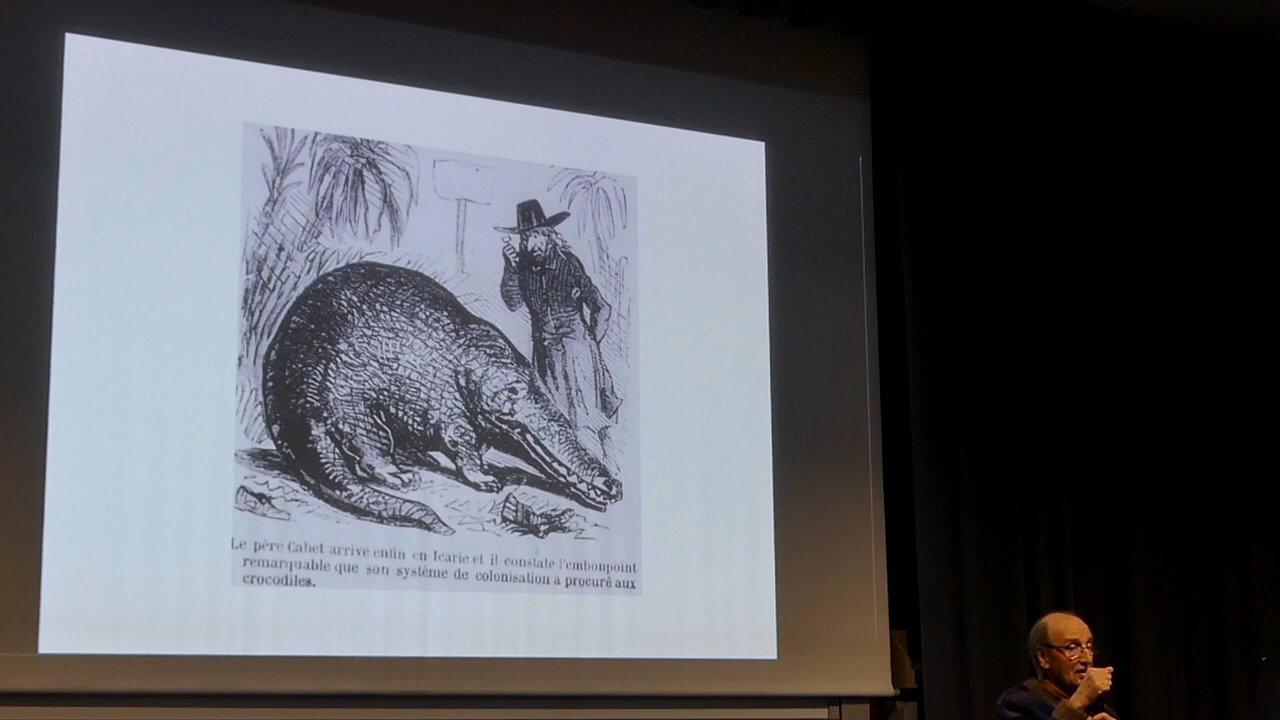 Le père Cabet arrive enfin en Icarie et il constate l'embonpoint
remarquable que son système de colonisation a procuré aux
crocodiles.